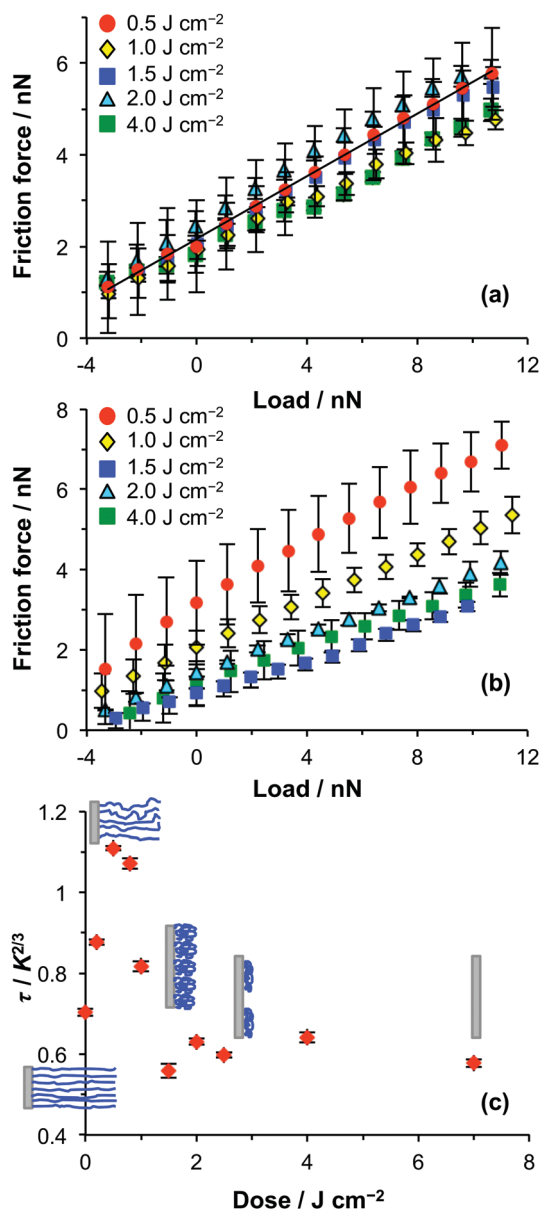 0.5 J cm⁻²
1.0 J cm⁻²
1.5 J cm⁻²
2.0 J cm⁻²
4.0 J cm⁻²
Friction force / nN
6
4
2
0
(a)
-4 0 4 8 12
Load / nN
0.5 J cm⁻²
1.0 J cm⁻²
1.5 J cm⁻²
2.0 J cm⁻²
4.0 J cm⁻²
Friction force / nN
8
6
4
2
0
(b)
-4 0 4 8 12
Load / nN
τ / K²ᐟ³
1.2
1
0.8
0.6
0.4
(c)
0 2 4 6 8
Dose / J cm⁻²